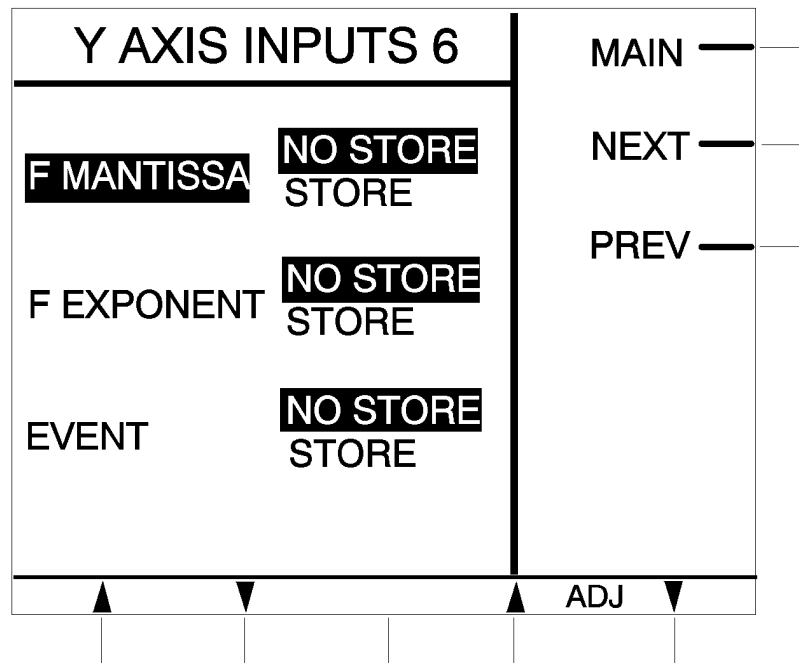 Y AXIS INPUTS 6
F MANTISSA
NO STORE
STORE
F EXPONENT
NO STORE
STORE
EVENT
NO STORE
STORE
MAIN
NEXT
PREV
ADJ